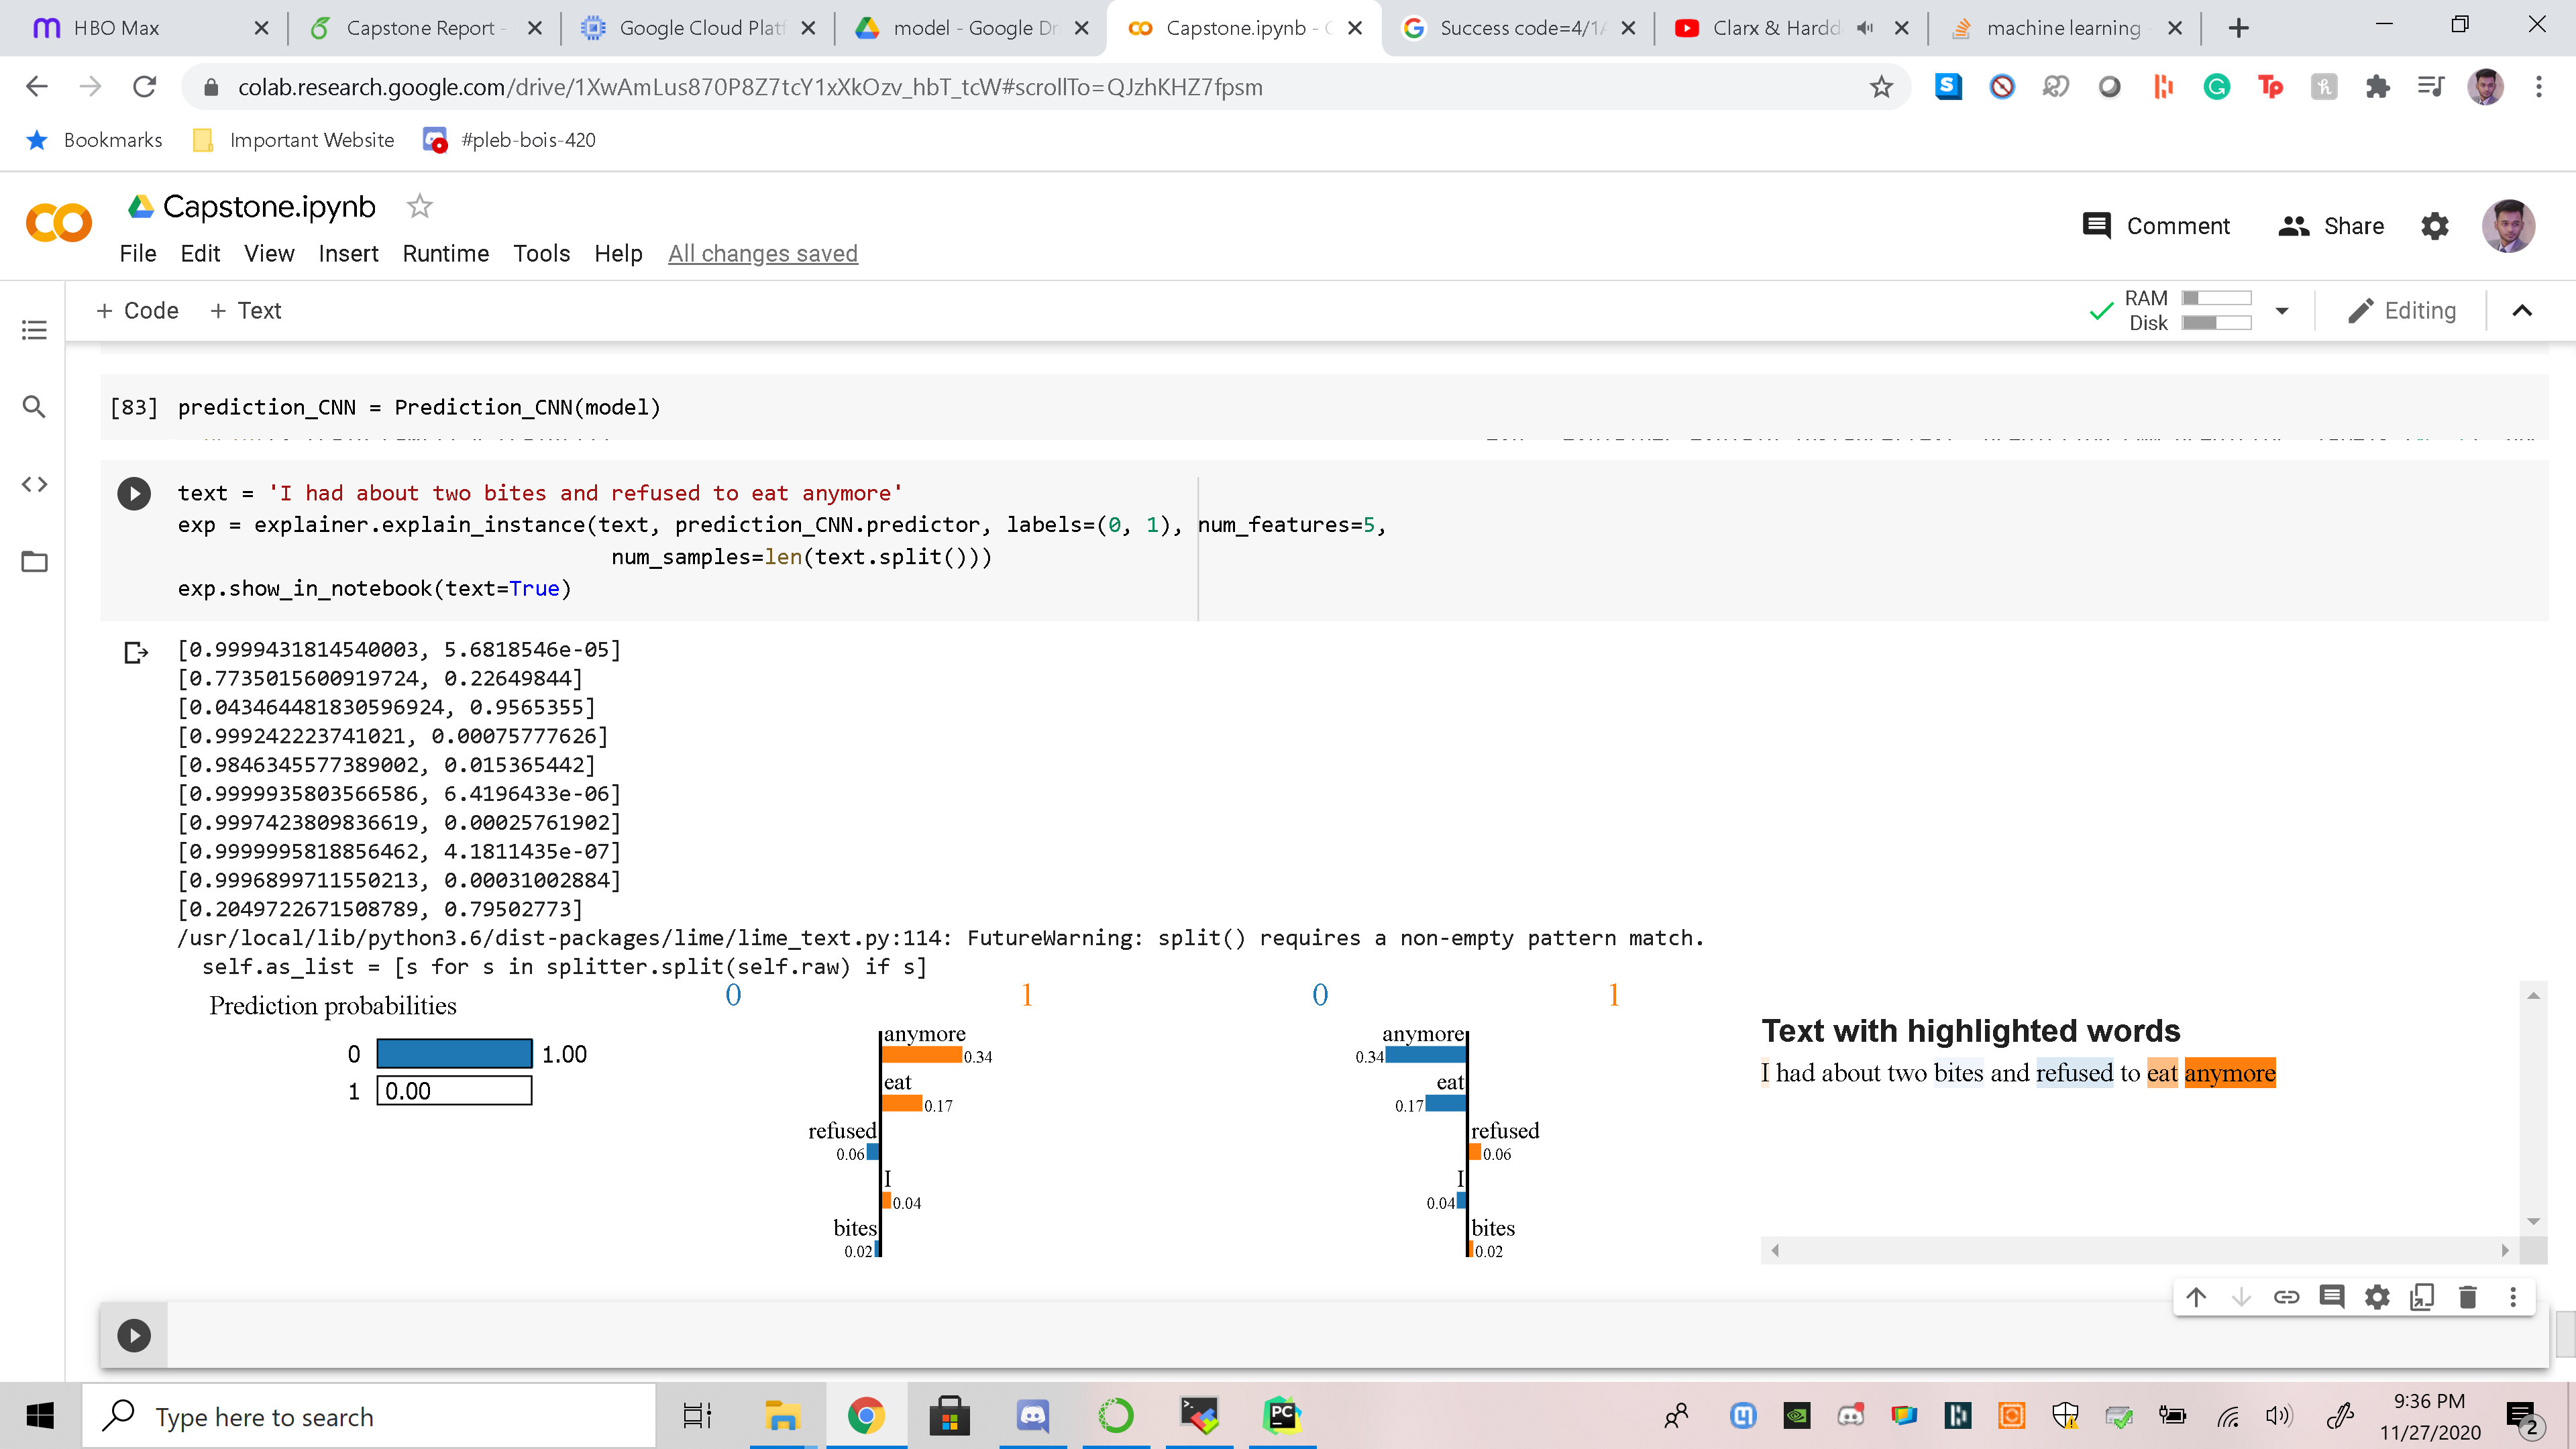 HBO Max
Capstone Report -
Google Cloud Platf
model - Google Dr
Capstone.ipynb - C
Success code=4/1A
Clarx & Hardd
machine learning -
colab.research.google.com/drive/1XwAmLus870P8Z7tcY1xXkOzv_hbT_tcW#scrollTo=QJzhKHZ7fpsm
Bookmarks
Important Website
#pleb-bois-420
Capstone.ipynb
Comment
Share
File Edit View Insert Runtime Tools Help All changes saved
+ Code + Text
RAM
Disk
Editing
[83] prediction_CNN = Prediction_CNN(model)
text = 'I had about two bites and refused to eat anymore'
exp = explainer.explain_instance(text, prediction_CNN.predictor, labels=(0, 1), num_features=5,
num_samples=len(text.split()))
exp.show_in_notebook(text=True)
[0.9999431814540003, 5.6818546e-05]
[0.7735015600919724, 0.22649844]
[0.043464481830596924, 0.9565355]
[0.999242223741021, 0.00075777626]
[0.9846345577389002, 0.015365442]
[0.9999935803566586, 6.4196433e-06]
[0.9997423809836619, 0.00025761902]
[0.9999995818856462, 4.1811435e-07]
[0.9996899711550213, 0.00031002884]
[0.2049722671508789, 0.79502773]
/usr/local/lib/python3.6/dist-packages/lime/lime_text.py:114: FutureWarning: split() requires a non-empty pattern match.
self.as_list = [s for s in splitter.split(self.raw) if s]
Prediction probabilities
0 1.00
1 0.00
0 1
anymore
0.34
eat
0.17
refused
0.06
I
0.04
bites
0.02
0 1
anymore
0.34
eat
0.17
refused
0.06
I
0.04
bites
0.02
Text with highlighted words
I had about two bites and refused to eat anymore
Type here to search
9:36 PM
11/27/2020
2